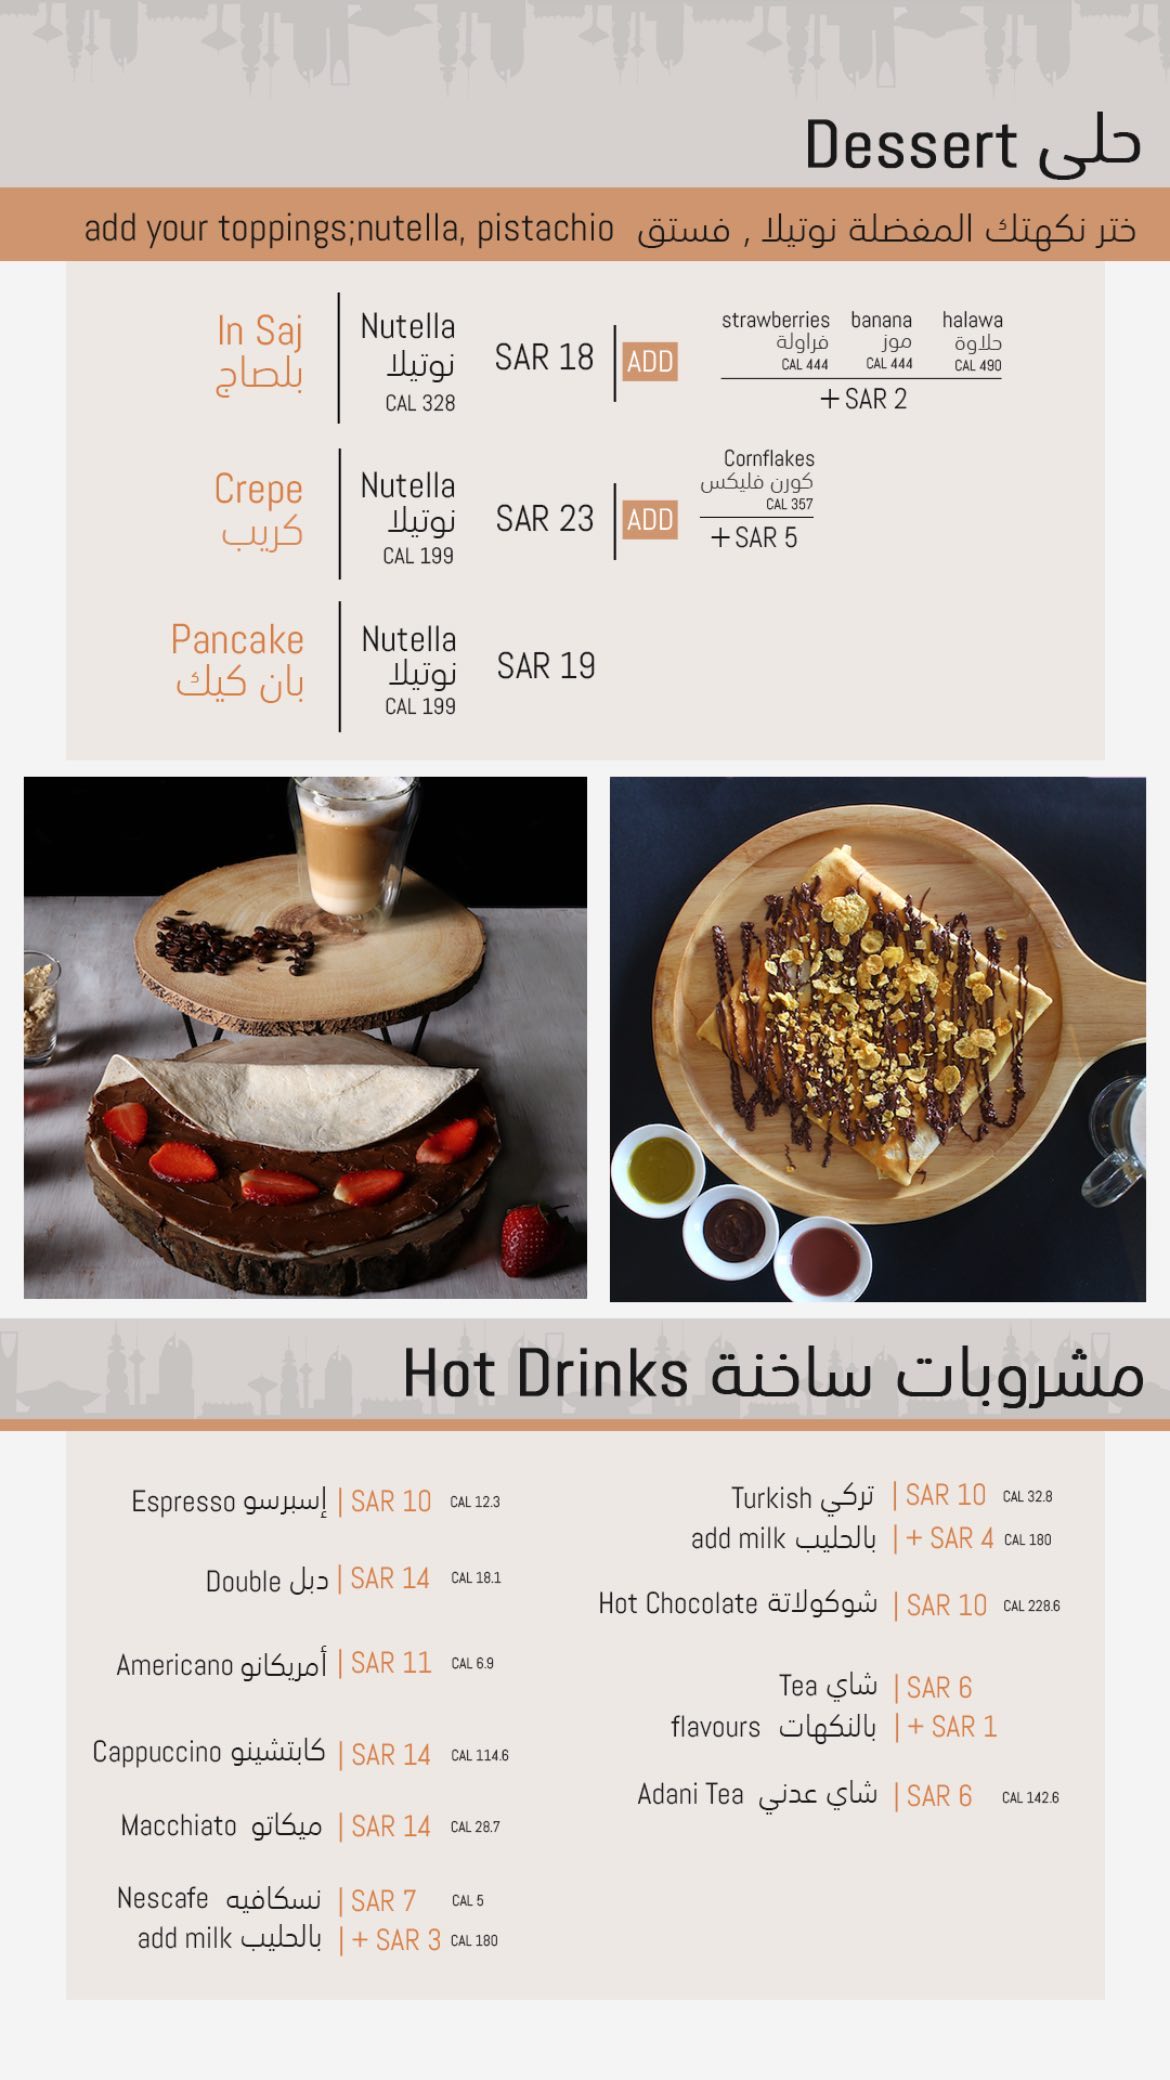 Dessert حلى
add your toppings;nutella, pistachio ختر نكهتك المفضلة نوتيلا , فستق
In Saj
بلصاج
Nutella
نوتيلا
CAL 328
SAR 18
ADD
strawberries
فراولة
CAL 444
banana
موز
CAL 444
halawa
حلاوة
CAL 490
+ SAR 2
Crepe
كريب
Nutella
نوتيلا
CAL 199
SAR 23
ADD
Cornflakes
كورن فليكس
CAL 357
+ SAR 5
Pancake
بان كيك
Nutella
نوتيلا
CAL 199
SAR 19
Hot Drinks مشروبات ساخنة
Espresso إسبرسو | SAR 10 CAL 12.3
Double دبل | SAR 14 CAL 18.1
Americano أمريكانو | SAR 11 CAL 6.9
Cappuccino كابتشينو | SAR 14 CAL 114.6
Macchiato ميكاتو | SAR 14 CAL 28.7
Nescafe نسكافيه | SAR 7 CAL 5
add milk بالحليب | + SAR 3 CAL 180
Turkish تركي | SAR 10 CAL 32.8
add milk بالحليب | + SAR 4 CAL 180
Hot Chocolate شوكولاتة | SAR 10 CAL 228.6
Tea شاي | SAR 6
flavours بالنكهات | + SAR 1
Adani Tea شاي عدني | SAR 6 CAL 142.6